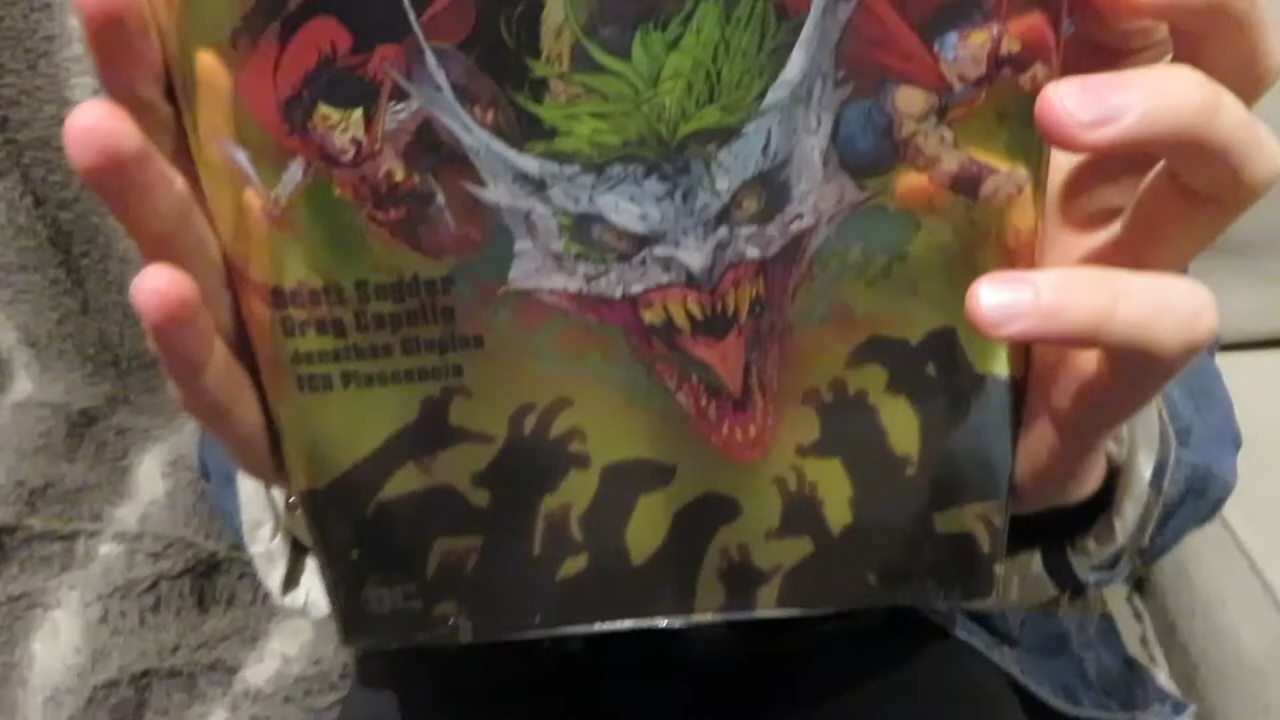 Scott Snyder
Greg Capullo
Jonathan Glapion
FCO Plascencia
DC